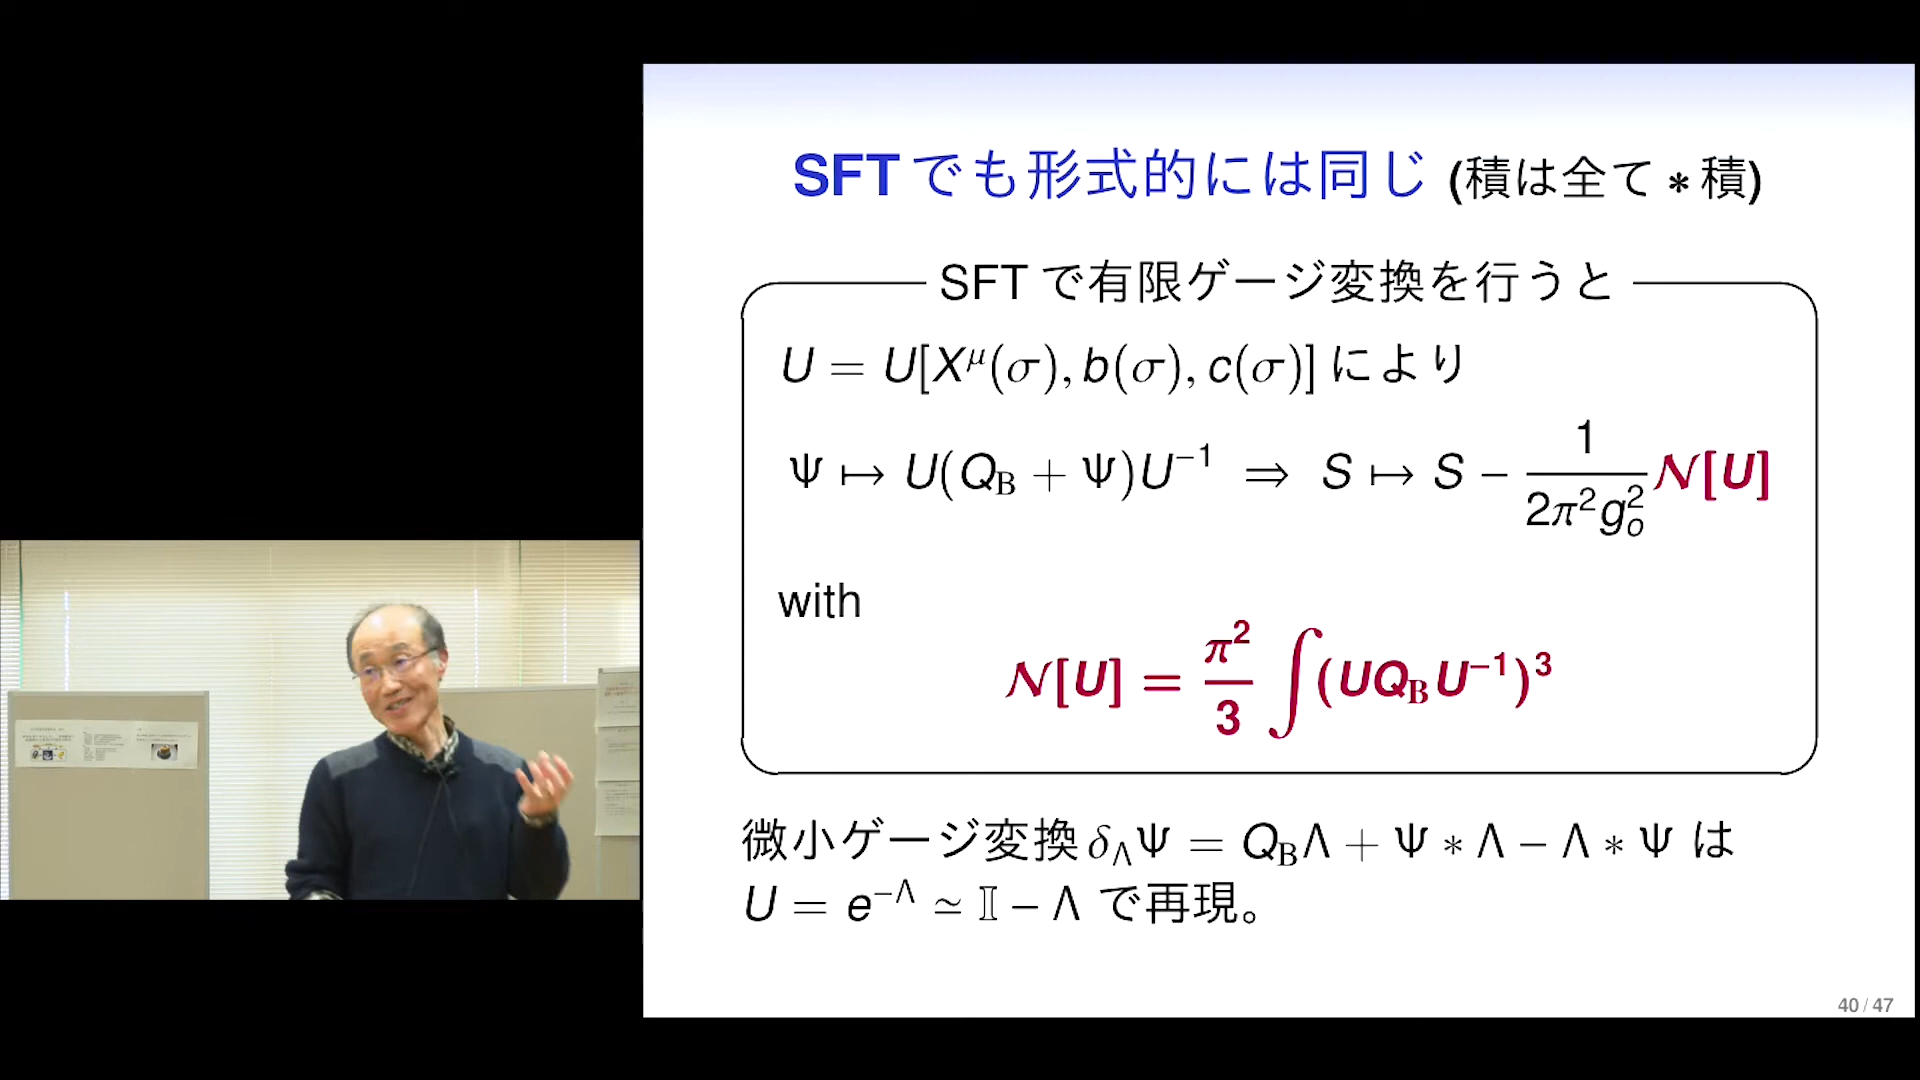 SFTでも形式的には同じ (積は全て * 積)
SFT で有限ゲージ変換を行うと
U = U[X^μ(σ), b(σ), c(σ)] により
Ψ ↦ U(Q_B + Ψ)U⁻¹ ⇒ S ↦ S − \frac{1}{2π²g_o²} 𝒩[U]
with
𝒩[U] = \frac{π²}{3} ∫(UQ_BU⁻¹)³
微小ゲージ変換 δ_ΛΨ = Q_BΛ + Ψ * Λ − Λ * Ψ は
U = e^{−Λ} ≃ 𝕀 − Λ で再現。
40 / 47